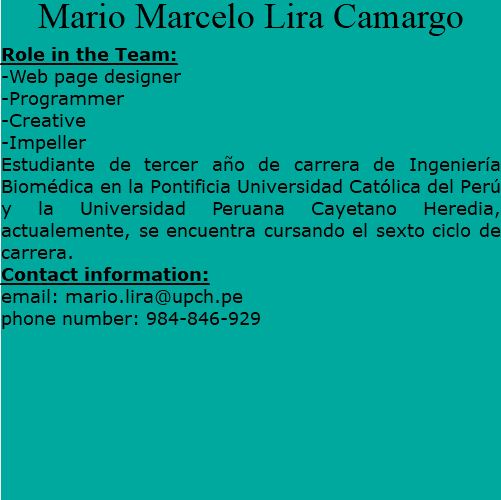 Mario Marcelo Lira Camargo
Role in the Team:
-Web page designer
-Programmer
-Creative
-Impeller
Estudiante de tercer año de carrera de Ingeniería
Biomédica en la Pontificia Universidad Católica del Perú
y la Universidad Peruana Cayetano Heredia,
actualemente, se encuentra cursando el sexto ciclo de
carrera.
Contact information:
email: mario.lira@upch.pe
phone number: 984-846-929